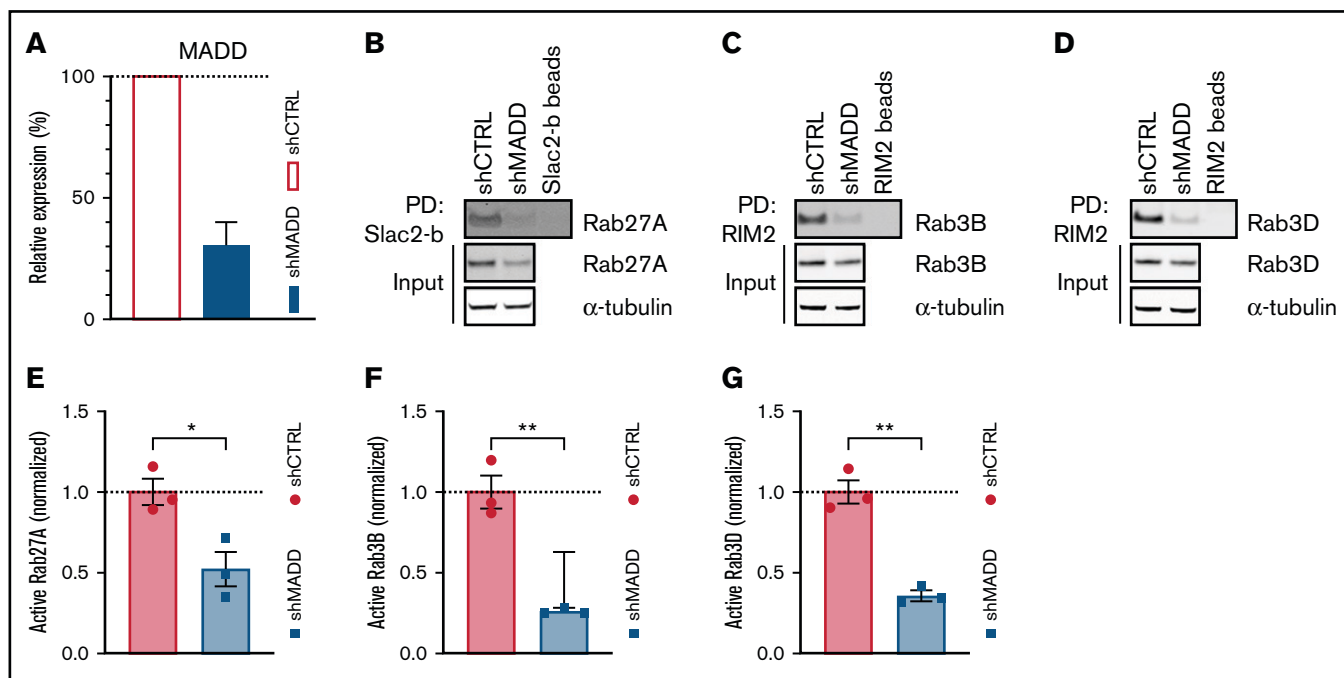 A
MADD
Relative expression (%)
100
50
0
shCTRL
shMADD
B
shCTRL
shMADD
Slac2-b beads
PD:
Slac2-b
Rab27A
Input
Rab27A
α-tubulin
C
shCTRL
shMADD
RIM2 beads
PD:
RIM2
Rab3B
Input
Rab3B
α-tubulin
D
shCTRL
shMADD
RIM2 beads
PD:
RIM2
Rab3D
Input
Rab3D
α-tubulin
E
Active Rab27A (normalized)
1.5
1.0
0.5
0.0
*
shCTRL
shMADD
F
Active Rab3B (normalized)
1.5
1.0
0.5
0.0
**
shCTRL
shMADD
G
Active Rab3D (normalized)
1.5
1.0
0.5
0.0
**
shCTRL
shMADD